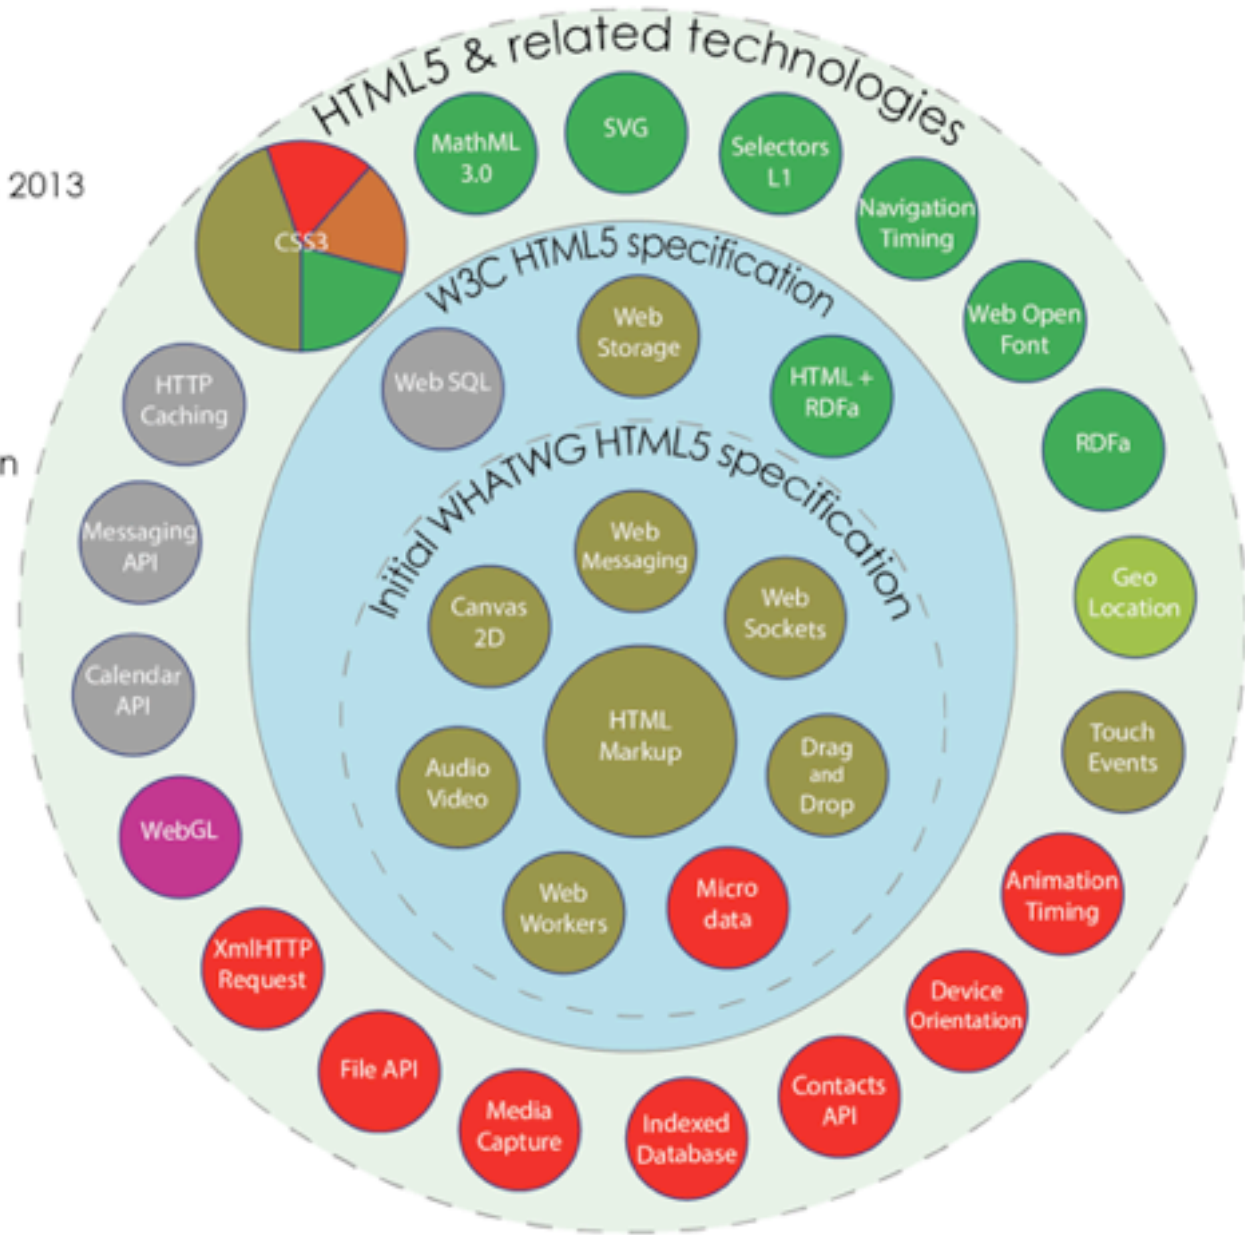 HTML5 & related technologies
2013
n
MathML
3.0
SVG
Selectors
L1
Navigation
Timing
Web Open
Font
RDFa
Geo
Location
Touch
Events
Animation
Timing
Device
Orientation
Contacts
API
Indexed
Database
Media
Capture
File API
XmlHTTP
Request
WebGL
Calendar
API
Messaging
API
HTTP
Caching
CSS3
W3C HTML5 specification
Web SQL
Web
Storage
HTML +
RDFa
Initial WHATWG HTML5 specification
Web
Messaging
Canvas
2D
Web
Sockets
HTML
Markup
Audio
Video
Drag
and
Drop
Web
Workers
Micro
data